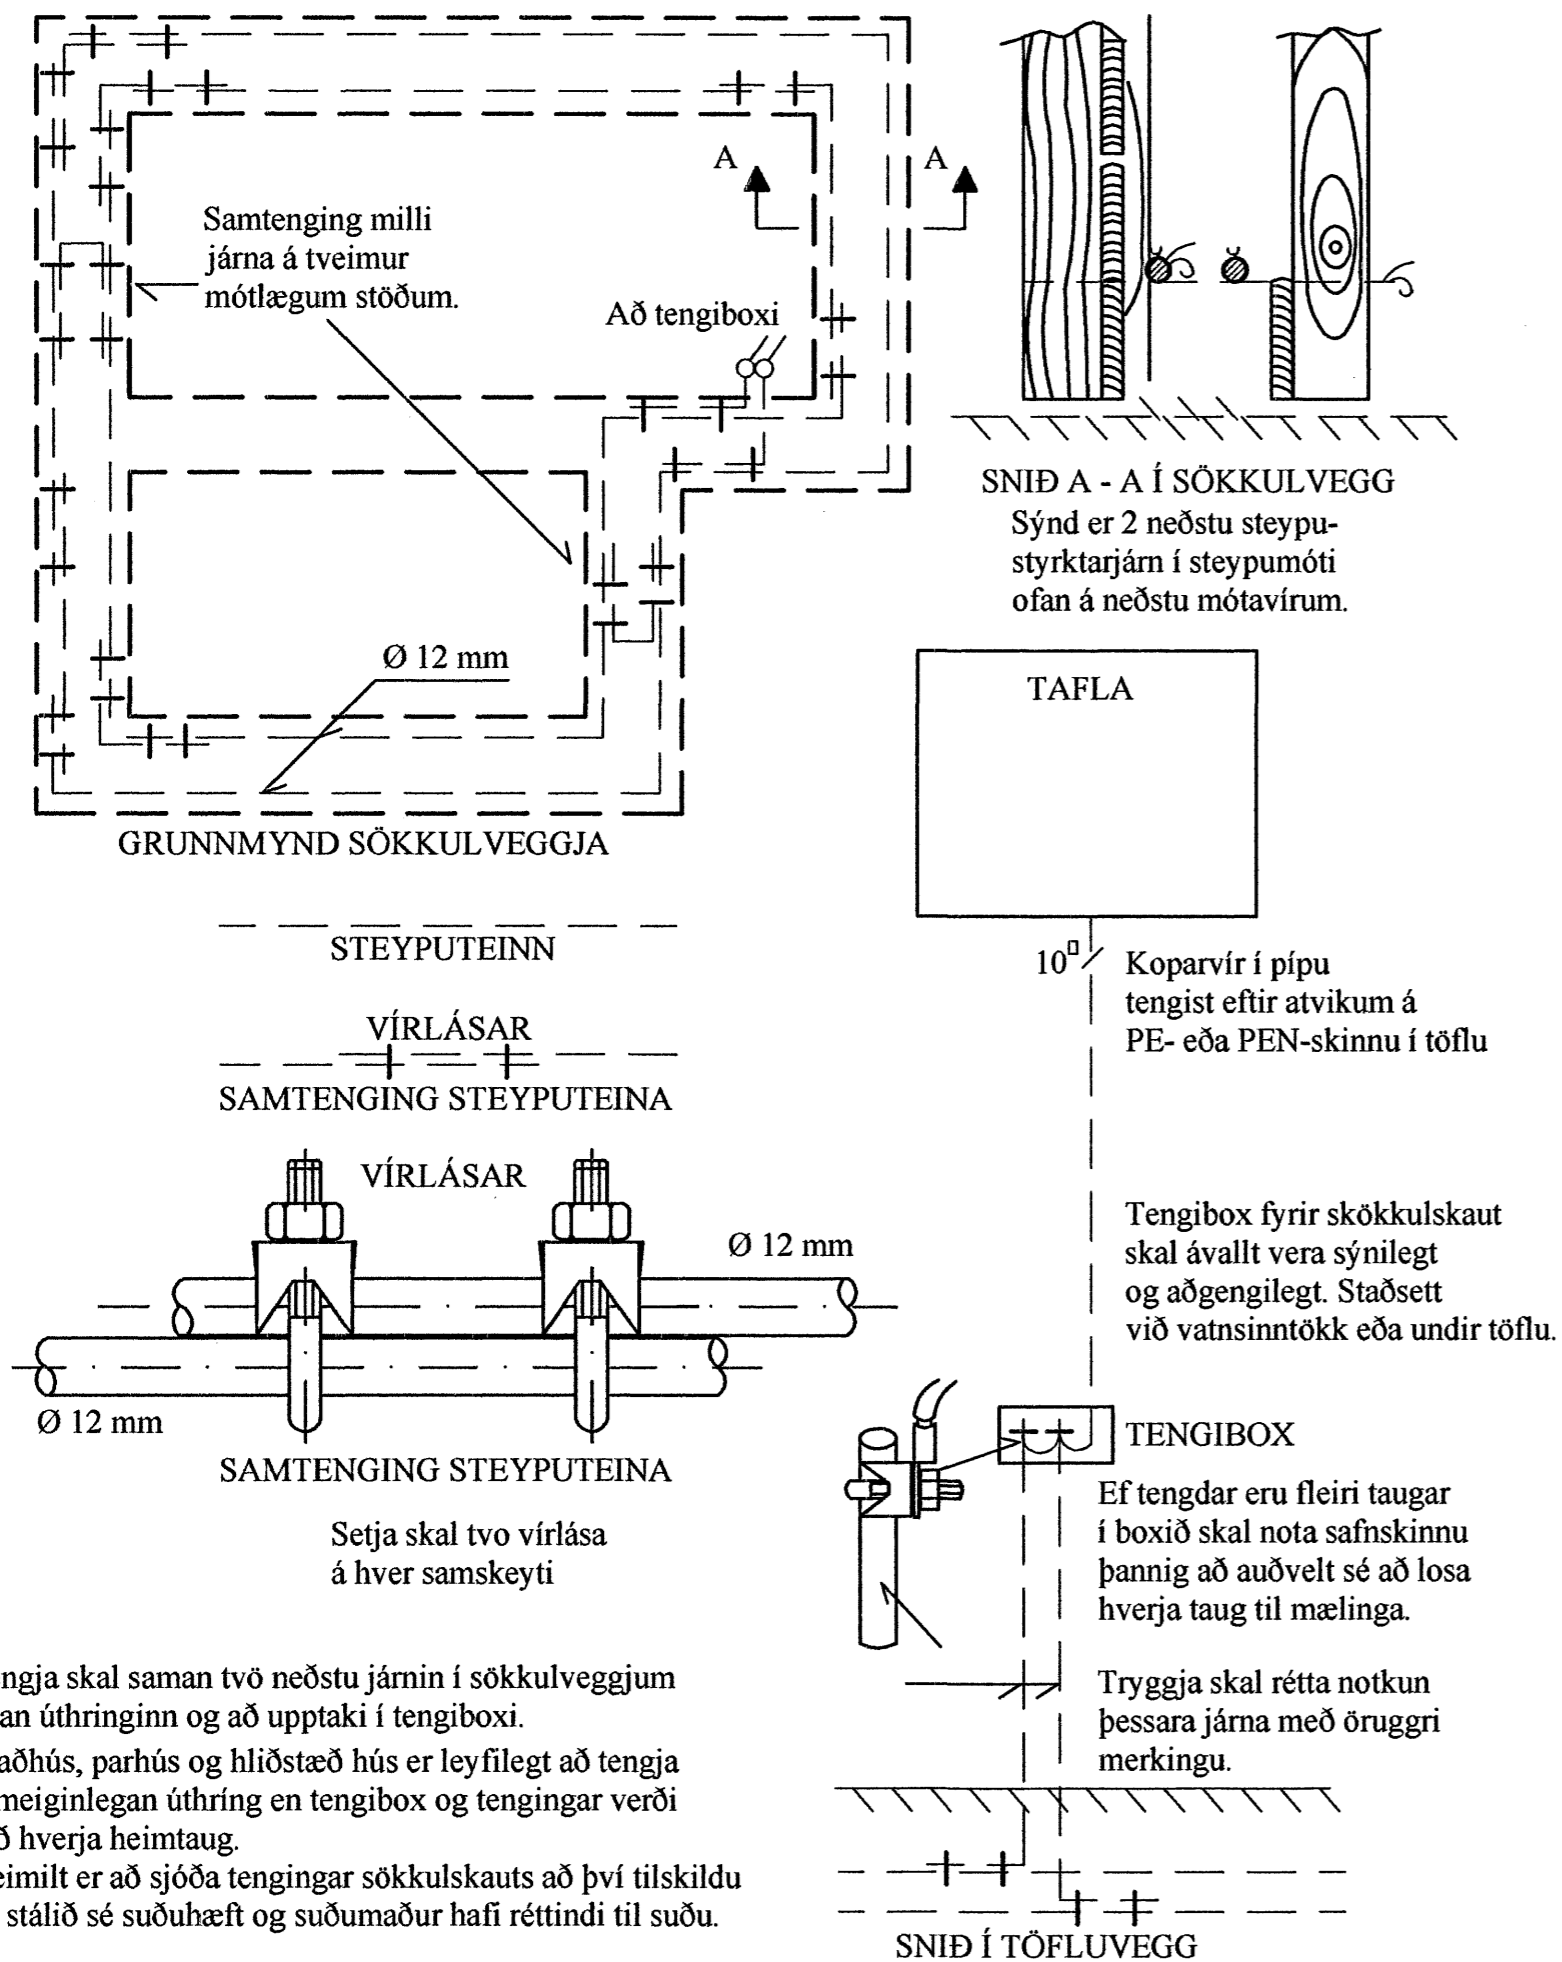 A
A
Samtenging milli
járna á tveimur
mótlægum stöðum.
Að tengiboxi
Ø 12 mm
GRUNNMYND SÖKKULVEGGJA
SNIÐ A - A Í SÖKKULVEGG
Sýnd er 2 neðstu steypu-
styrktarjárn í steypumóti
ofan á neðstu mótavírum.
STEYPUTEINN
VÍRLÁSAR
SAMTENGING STEYPUTEINA
VÍRLÁSAR
Ø 12 mm
Ø 12 mm
SAMTENGING STEYPUTEINA
Setja skal tvo vírlása
á hver samskeyti
TAFLA
10□
Koparvír í pípu
tengist eftir atvikum á
PE- eða PEN-skinnu í töflu
Tengibox fyrir skökkulskaut
skal ávallt vera sýnilegt
og aðgengilegt. Staðsett
við vatnsinntökk eða undir töflu.
TENGIBOX
Ef tengdar eru fleiri taugar
í boxið skal nota safnskinnu
þannig að auðvelt sé að losa
hverja taug til mælinga.
Tryggja skal rétta notkun
þessara járna með öruggri
merkingu.
SNIÐ Í TÖFLUVEGG
ngja skal saman tvö neðstu járnin í sökkulveggjum
an úthringinn og að upptaki í tengiboxi.
aðhús, parhús og hliðstæð hús er leyfilegt að tengja
meiginlegan úthríng en tengibox og tengingar verði
ð hverja heimtaug.
eimilt er að sjóða tengingar sökkulskauts að því tilskildu
stálið sé suðuhæft og suðumaður hafi réttindi til suðu.